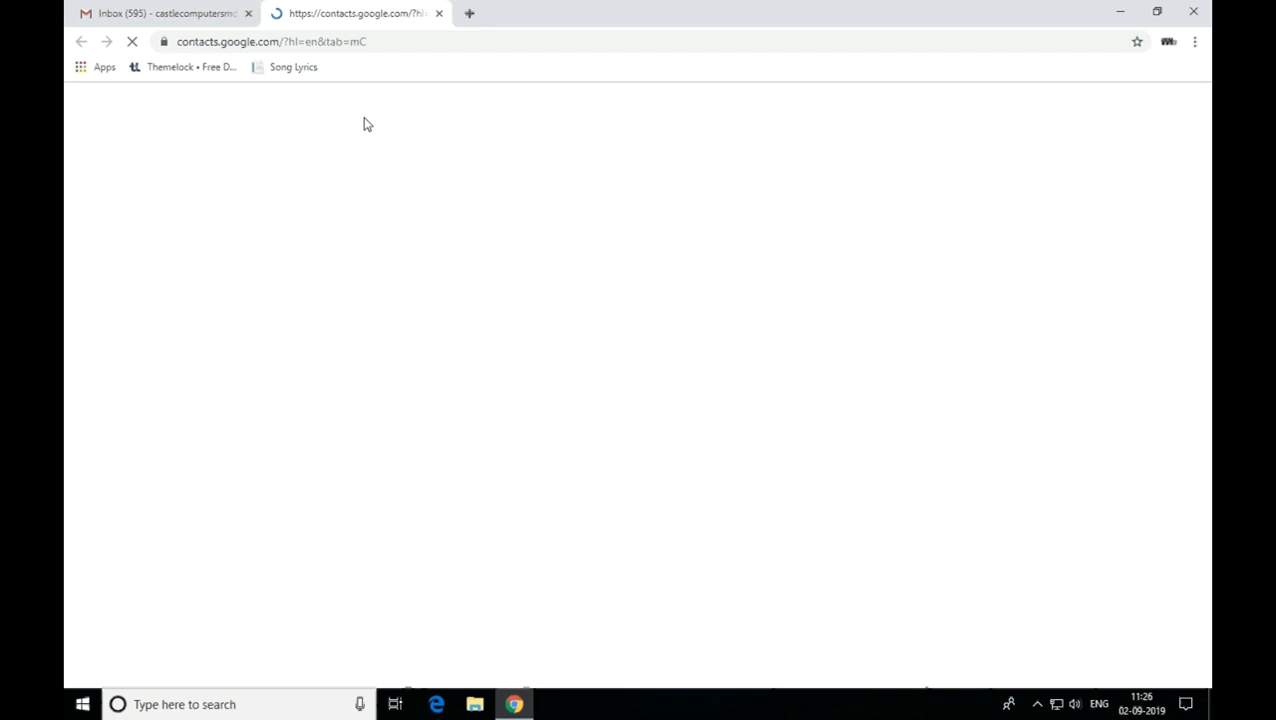 Inbox (595) - castlecomputersmd
https://contacts.google.com/?hl=
contacts.google.com/?hl=en&tab=mC
Apps
Themelock • Free D...
Song Lyrics
Type here to search
ENG
11:26
02-09-2019